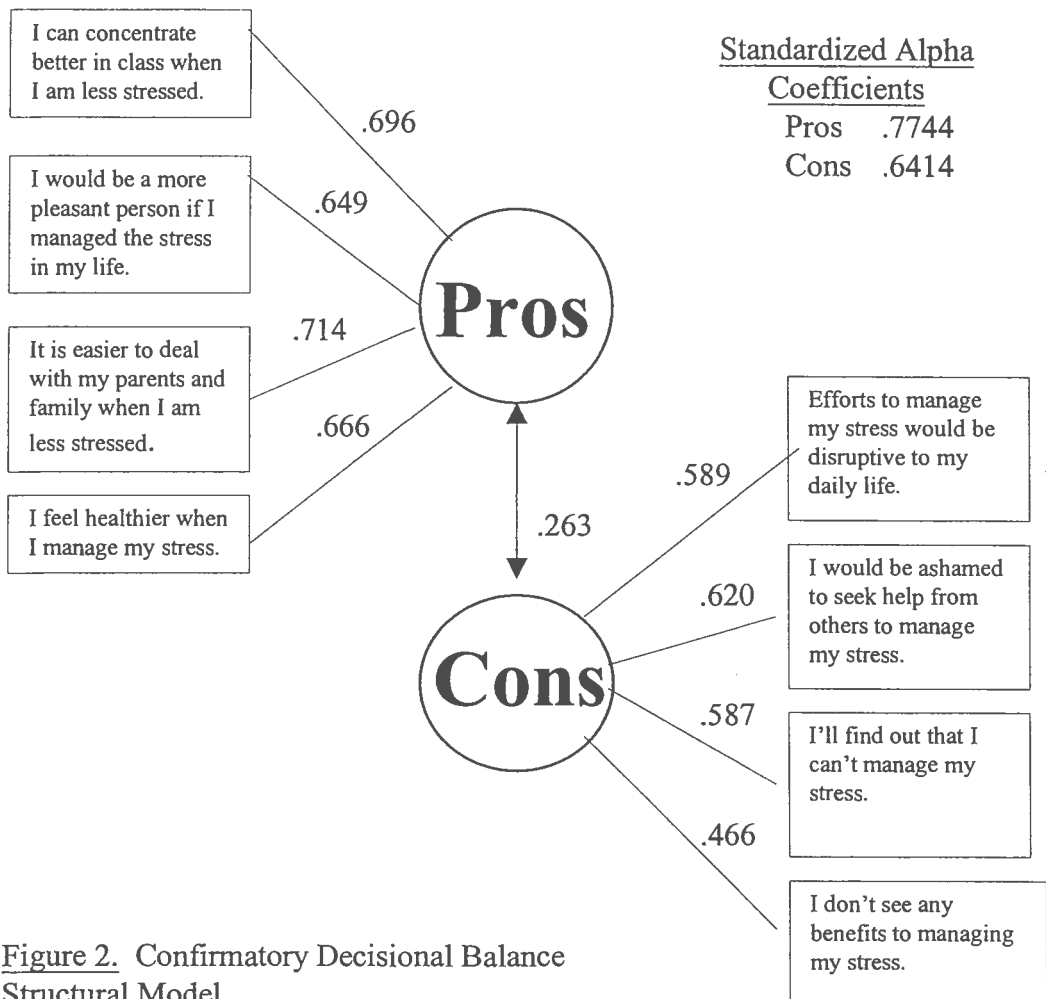 I can concentrate
better in class when
I am less stressed.
.696
I would be a more
pleasant person if I
managed the stress
in my life.
.649
It is easier to deal
with my parents and
family when I am
less stressed.
.714
I feel healthier when
I manage my stress.
.666
Standardized Alpha
Coefficients
Pros .7744
Cons .6414
Pros
.263
Cons
Efforts to manage
my stress would be
disruptive to my
daily life.
.589
I would be ashamed
to seek help from
others to manage
my stress.
.620
I'll find out that I
can't manage my
stress.
.587
I don't see any
benefits to managing
my stress.
.466
Figure 2. Confirmatory Decisional Balance
Structural Model